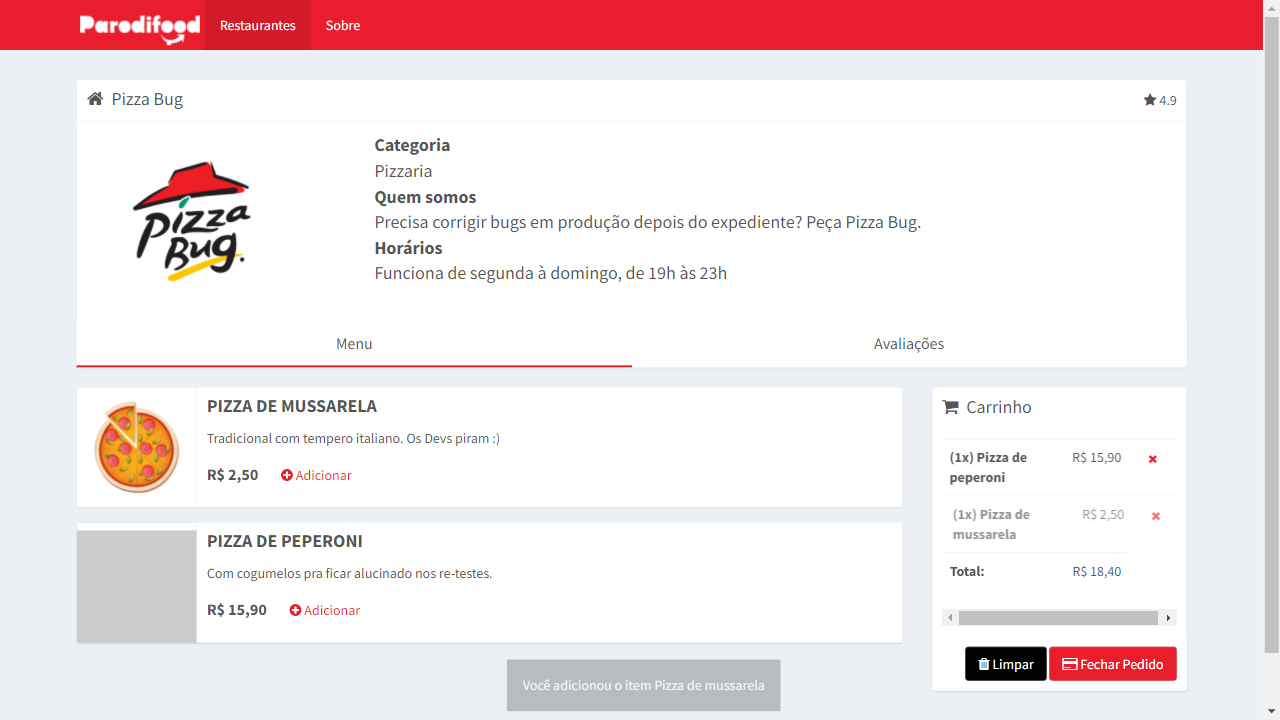 Parodifood
Restaurantes
Sobre
Pizza Bug
4.9
Pizza
Bug.
Categoria
Pizzaria
Quem somos
Precisa corrigir bugs em produção depois do expediente? Peça Pizza Bug.
Horários
Funciona de segunda à domingo, de 19h às 23h
Menu
Avaliações
PIZZA DE MUSSARELA
Tradicional com tempero italiano. Os Devs piram :)
R$ 2,50
Adicionar
PIZZA DE PEPERONI
Com cogumelos pra ficar alucinado nos re-testes.
R$ 15,90
Adicionar
Carrinho
(1x) Pizza de R$ 15,90
peperoni
(1x) Pizza de R$ 2,50
mussarela
Total: R$ 18,40
Limpar
Fechar Pedido
Você adicionou o item Pizza de mussarela